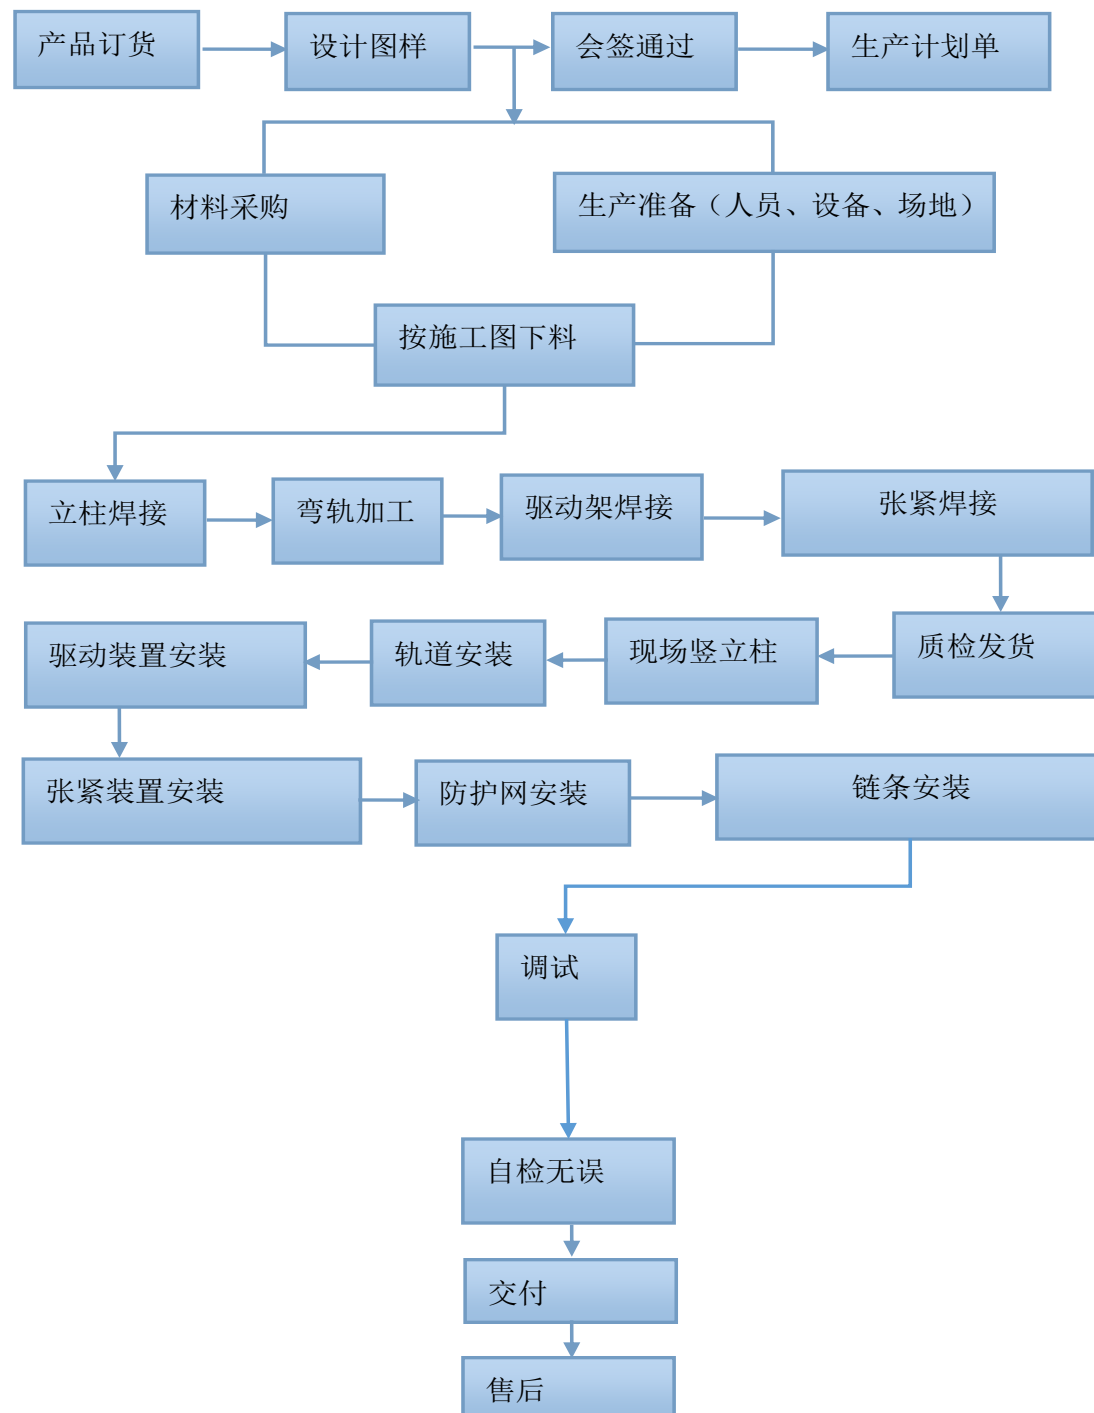 产品订货
设计图样
会签通过
生产计划单
材料采购
生产准备（人员、设备、场地）
按施工图下料
立柱焊接
弯轨加工
驱动架焊接
张紧焊接
质检发货
现场竖立柱
轨道安装
驱动装置安装
张紧装置安装
防护网安装
链条安装
调试
自检无误
交付
售后